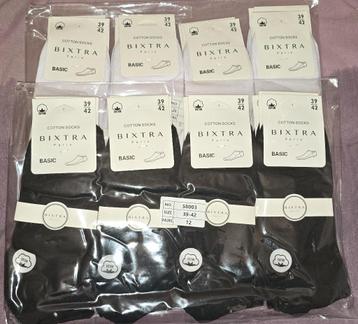 39
42
COTTON SOCKS
BIXTRA
Paris
BASIC
39
42
COTTON SOCKS
BIXTRA
Paris
BASIC
39
42
COTTON SOCKS
BIXTRA
Paris
BASIC
39
42
COTTON SOCKS
BIXTRA
Paris
BASIC
39
42
COTTON SOCKS
BIXTRA
Paris
BASIC
39
42
COTTON SOCKS
BIXTRA
Paris
BASIC
39
42
COTTON SOCKS
BIXTRA
Paris
BASIC
39
42
COTTON SOCKS
BIXTRA
Paris
BASIC
BIXTRA
BIXTRA
BIXTRA
BIXTRA
NO.
SIZE 39-42
PAIRS 12